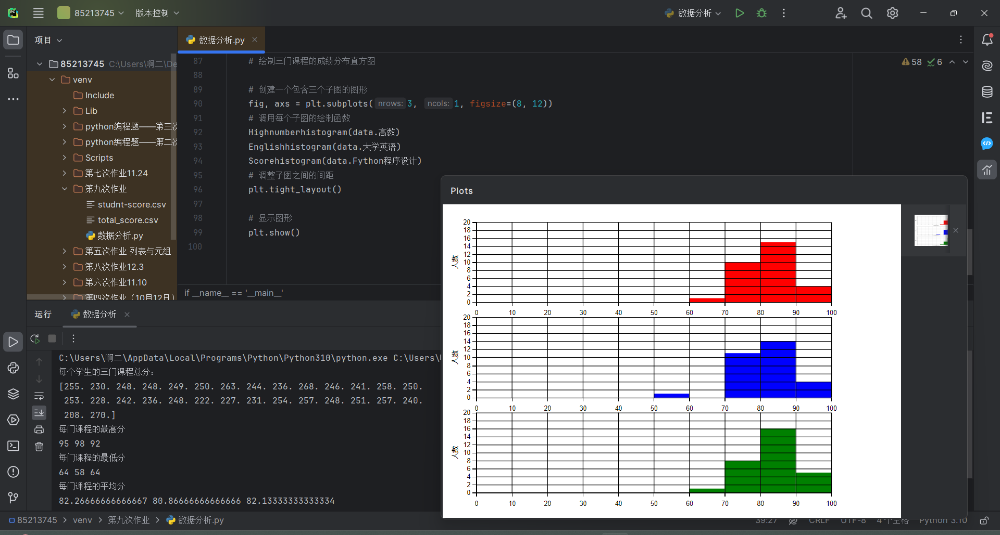 85213745
版本控制
数据分析
项目
数据分析.py
85213745 C:\Users\啊二\De
venv
Include
Lib
python编程题——第三次
python编程题——第二次
Scripts
第七次作业11.24
第九次作业
studnt-score.csv
total_score.csv
数据分析.py
第五次作业 列表与元组
第八次作业12.3
第六次作业11.10
第四次作业（10月12日）
58 6
87 # 绘制三门课程的成绩分布直方图
88
89 # 创建一个包含三个子图的图形
90 fig, axs = plt.subplots( nrows: 3, ncols: 1, figsize=(8, 12))
91 # 调用每个子图的绘制函数
92 Highnumberhistogram(data.高数)
93 Englishhistogram(data.大学英语)
94 Scorehistogram(data.Fython程序设计)
95 # 调整子图之间的间距
96 plt.tight_layout()
97
98 # 显示图形
99 plt.show()
100
if __name__ == '__main__'
Plots
20
18
16
14
12
10
8
6
4
2
0
人数
0 10 20 30 40 50 60 70 80 90 100
20
18
16
14
12
10
8
6
4
2
0
人数
0 10 20 30 40 50 60 70 80 90 100
20
18
16
14
12
10
8
6
4
2
0
人数
0 10 20 30 40 50 60 70 80 90 100
运行
数据分析
C:\Users\啊二\AppData\Local\Programs\Python\Python310\python.exe C:\Users\
每个学生的三门课程总分：
[255. 230. 248. 248. 249. 250. 263. 244. 236. 268. 246. 241. 258. 250.
253. 228. 242. 236. 248. 222. 227. 231. 254. 257. 248. 251. 257. 240.
208. 270.]
每门课程的最高分
95 98 92
每门课程的最低分
64 58 64
每门课程的平均分
82.26666666666667 80.86666666666666 82.13333333333334
85213745 > venv > 第九次作业 > 数据分析.py
39:27 CRLF UTF-8 4 个空格 Python 3.10